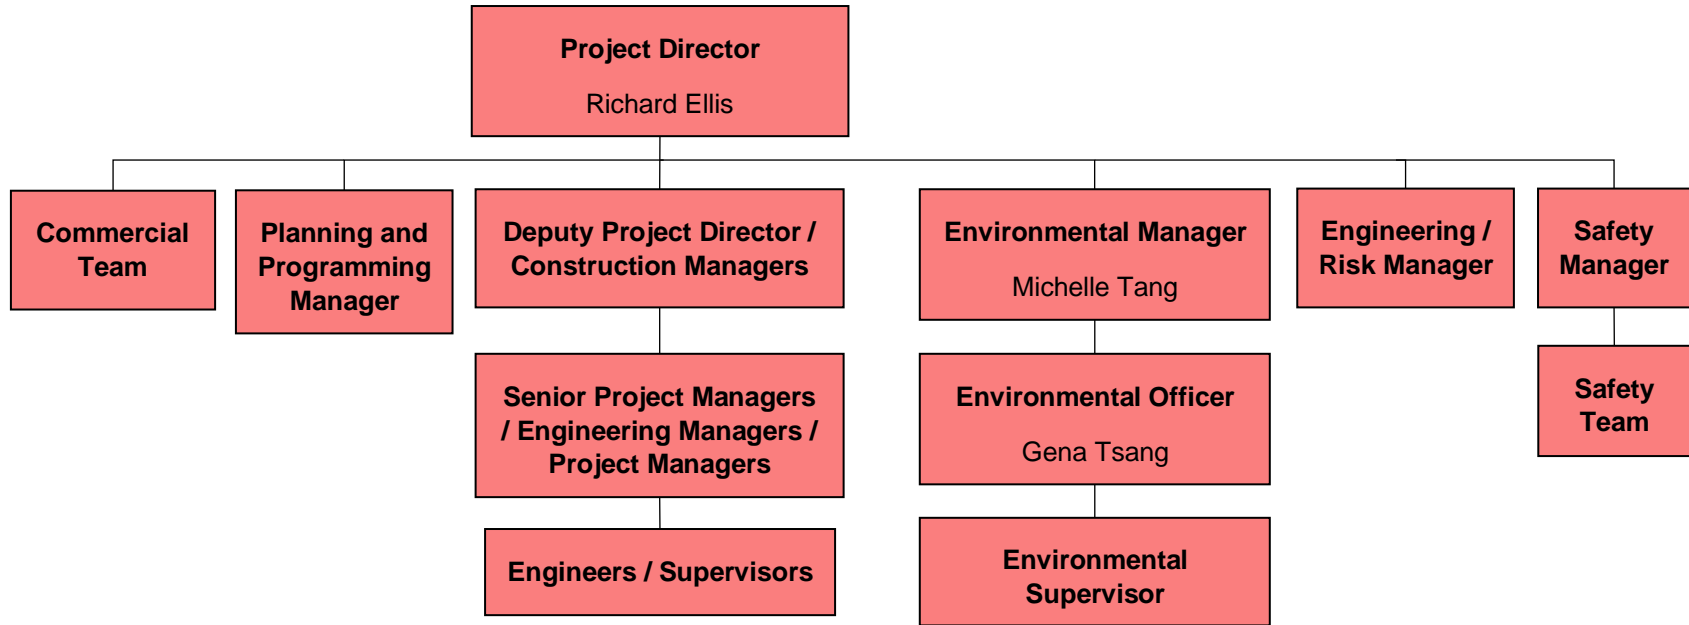 Project Director
Richard Ellis
Commercial
Team
Planning and
Programming
Manager
Deputy Project Director /
Construction Managers
Environmental Manager
Michelle Tang
Engineering /
Risk Manager
Safety
Manager
Senior Project Managers
/ Engineering Managers /
Project Managers
Environmental Officer
Gena Tsang
Safety
Team
Engineers / Supervisors
Environmental
Supervisor